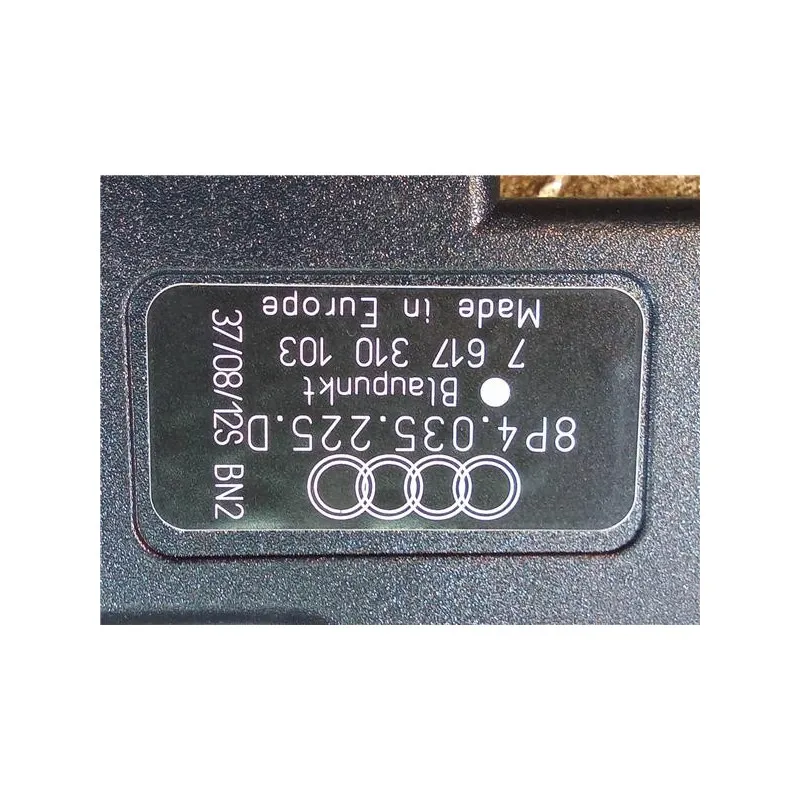 8P4.035.225.D
Blaupunkt
7 617 310 103
Made in Europe
37/08/12S BN2